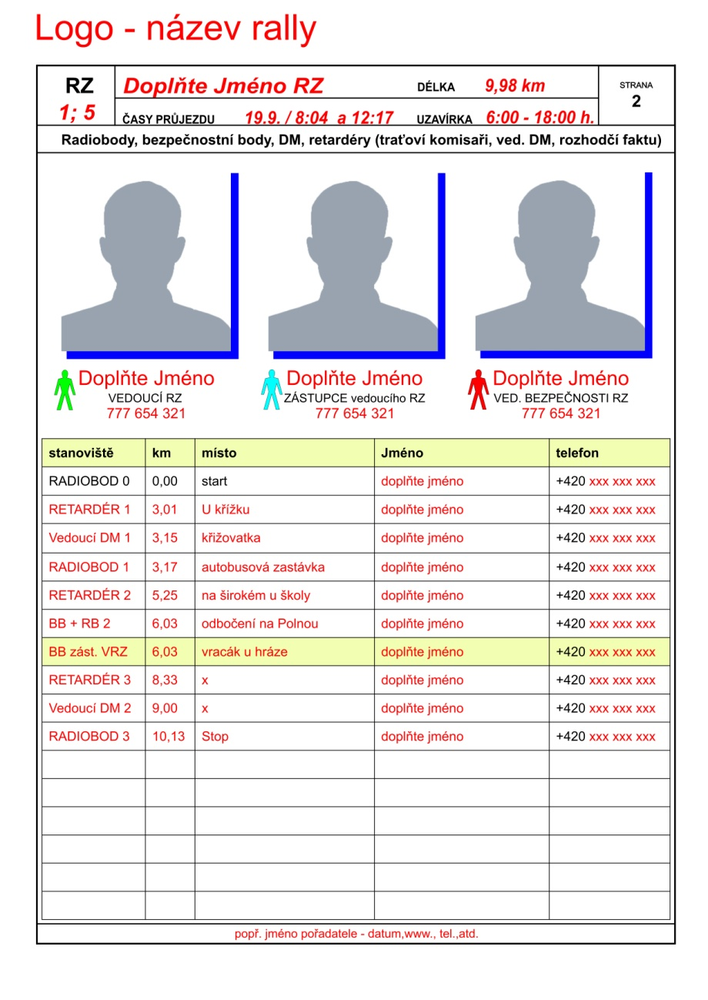 Logo - název rally
RZ
1; 5
Doplňte Jméno RZ DÉLKA 9,98 km
ČASY PRŮJEZDU 19.9. / 8:04 a 12:17 UZAVÍRKA 6:00 - 18:00 h.
STRANA
2
Radiobody, bezpečnostní body, DM, retardéry (traťoví komisaři, ved. DM, rozhodčí faktu)
Doplňte Jméno
VEDOUCÍ RZ
777 654 321
Doplňte Jméno
ZÁSTUPCE vedoucího RZ
777 654 321
Doplňte Jméno
VED. BEZPEČNOSTI RZ
777 654 321
stanoviště km místo Jméno telefon
RADIOBOD 0 0,00 start doplňte jméno +420 xxx xxx xxx
RETARDÉR 1 3,01 U křížku doplňte jméno +420 xxx xxx xxx
Vedoucí DM 1 3,15 křižovatka doplňte jméno +420 xxx xxx xxx
RADIOBOD 1 3,17 autobusová zastávka doplňte jméno +420 xxx xxx xxx
RETARDÉR 2 5,25 na širokém u školy doplňte jméno +420 xxx xxx xxx
BB + RB 2 6,03 odbočení na Polnou doplňte jméno +420 xxx xxx xxx
BB zást. VRZ 6,03 vracák u hráze doplňte jméno +420 xxx xxx xxx
RETARDÉR 3 8,33 x doplňte jméno +420 xxx xxx xxx
Vedoucí DM 2 9,00 x doplňte jméno +420 xxx xxx xxx
RADIOBOD 3 10,13 Stop doplňte jméno +420 xxx xxx xxx
popř. jméno pořadatele - datum,www., tel.,atd.